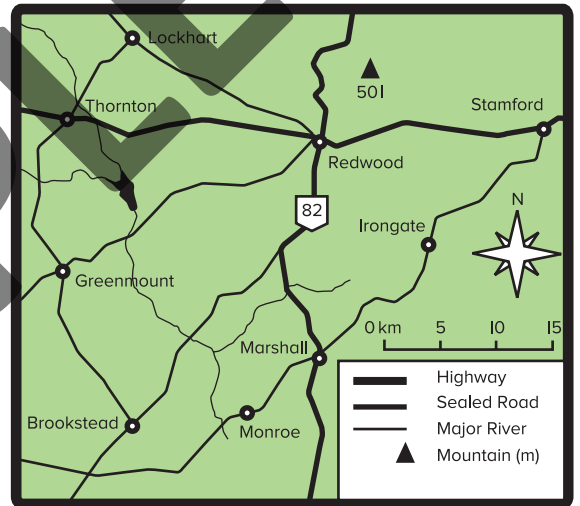 Lockhart
501
Thornton
Stamford
Redwood
82
N
Irongate
Greenmount
0 km 5 10 15
Marshall
Highway
Sealed Road
Brookstead
Monroe
Major River
Mountain (m)